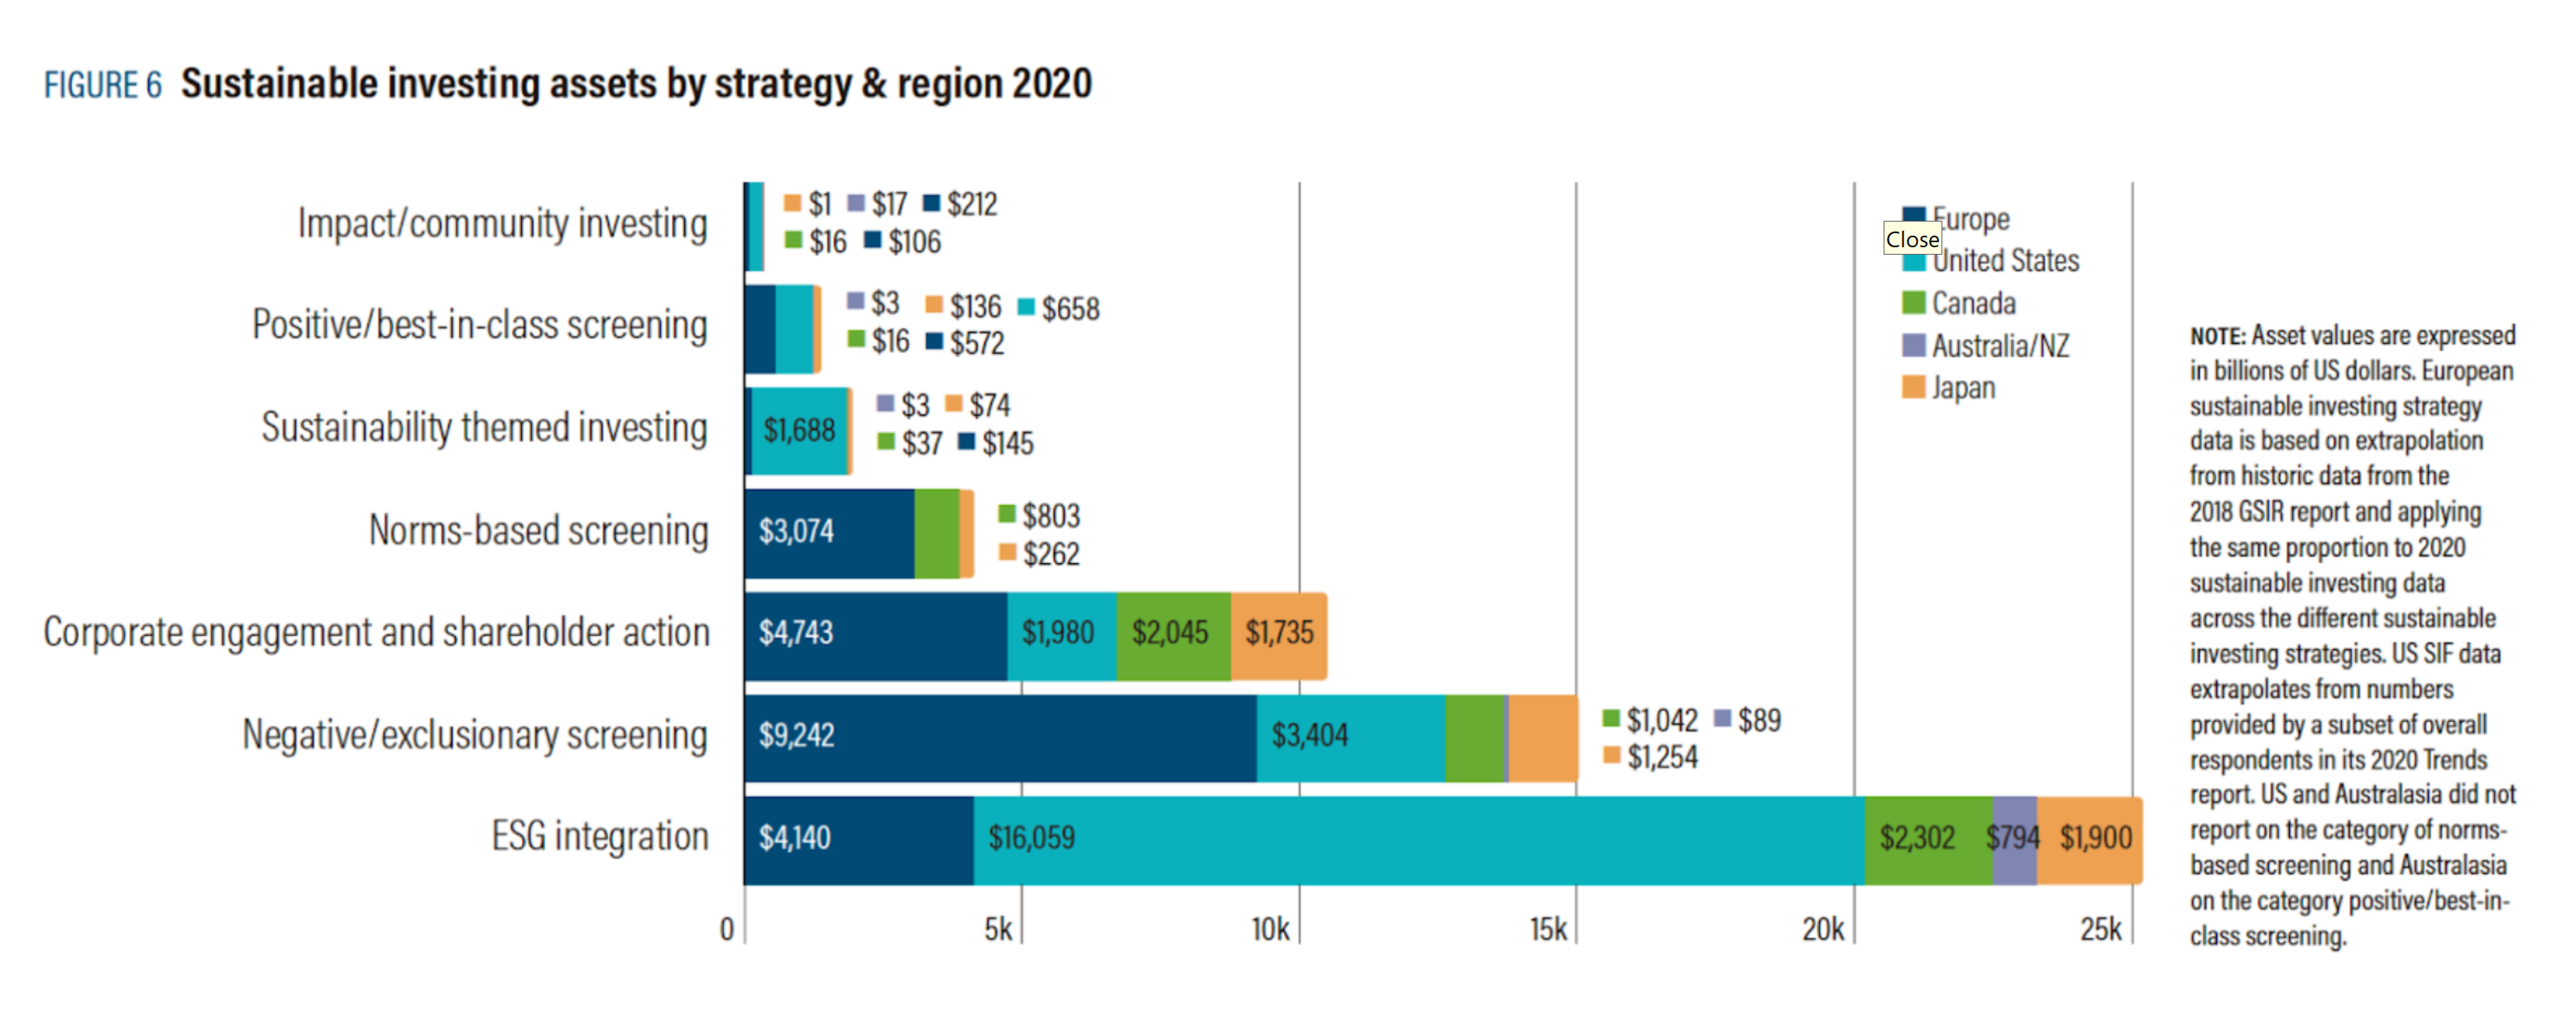 FIGURE 6 Sustainable investing assets by strategy & region 2020
Impact/community investing
$1 $17 $212
$16 $106
Positive/best-in-class screening
$3 $136 $658
$16 $572
Sustainability themed investing
$1,688
$3 $74
$37 $145
Norms-based screening
$3,074
$803
$262
Corporate engagement and shareholder action
$4,743 $1,980 $2,045 $1,735
Negative/exclusionary screening
$9,242 $3,404
$1,042 $89
$1,254
ESG integration
$4,140 $16,059 $2,302 $794 $1,900
0 5k 10k 15k 20k 25k
Europe
Close
United States
Canada
Australia/NZ
Japan
NOTE: Asset values are expressed
in billions of US dollars. European
sustainable investing strategy
data is based on extrapolation
from historic data from the
2018 GSIR report and applying
the same proportion to 2020
sustainable investing data
across the different sustainable
investing strategies. US SIF data
extrapolates from numbers
provided by a subset of overall
respondents in its 2020 Trends
report. US and Australasia did not
report on the category of norms-
based screening and Australasia
on the category positive/best-in-
class screening.